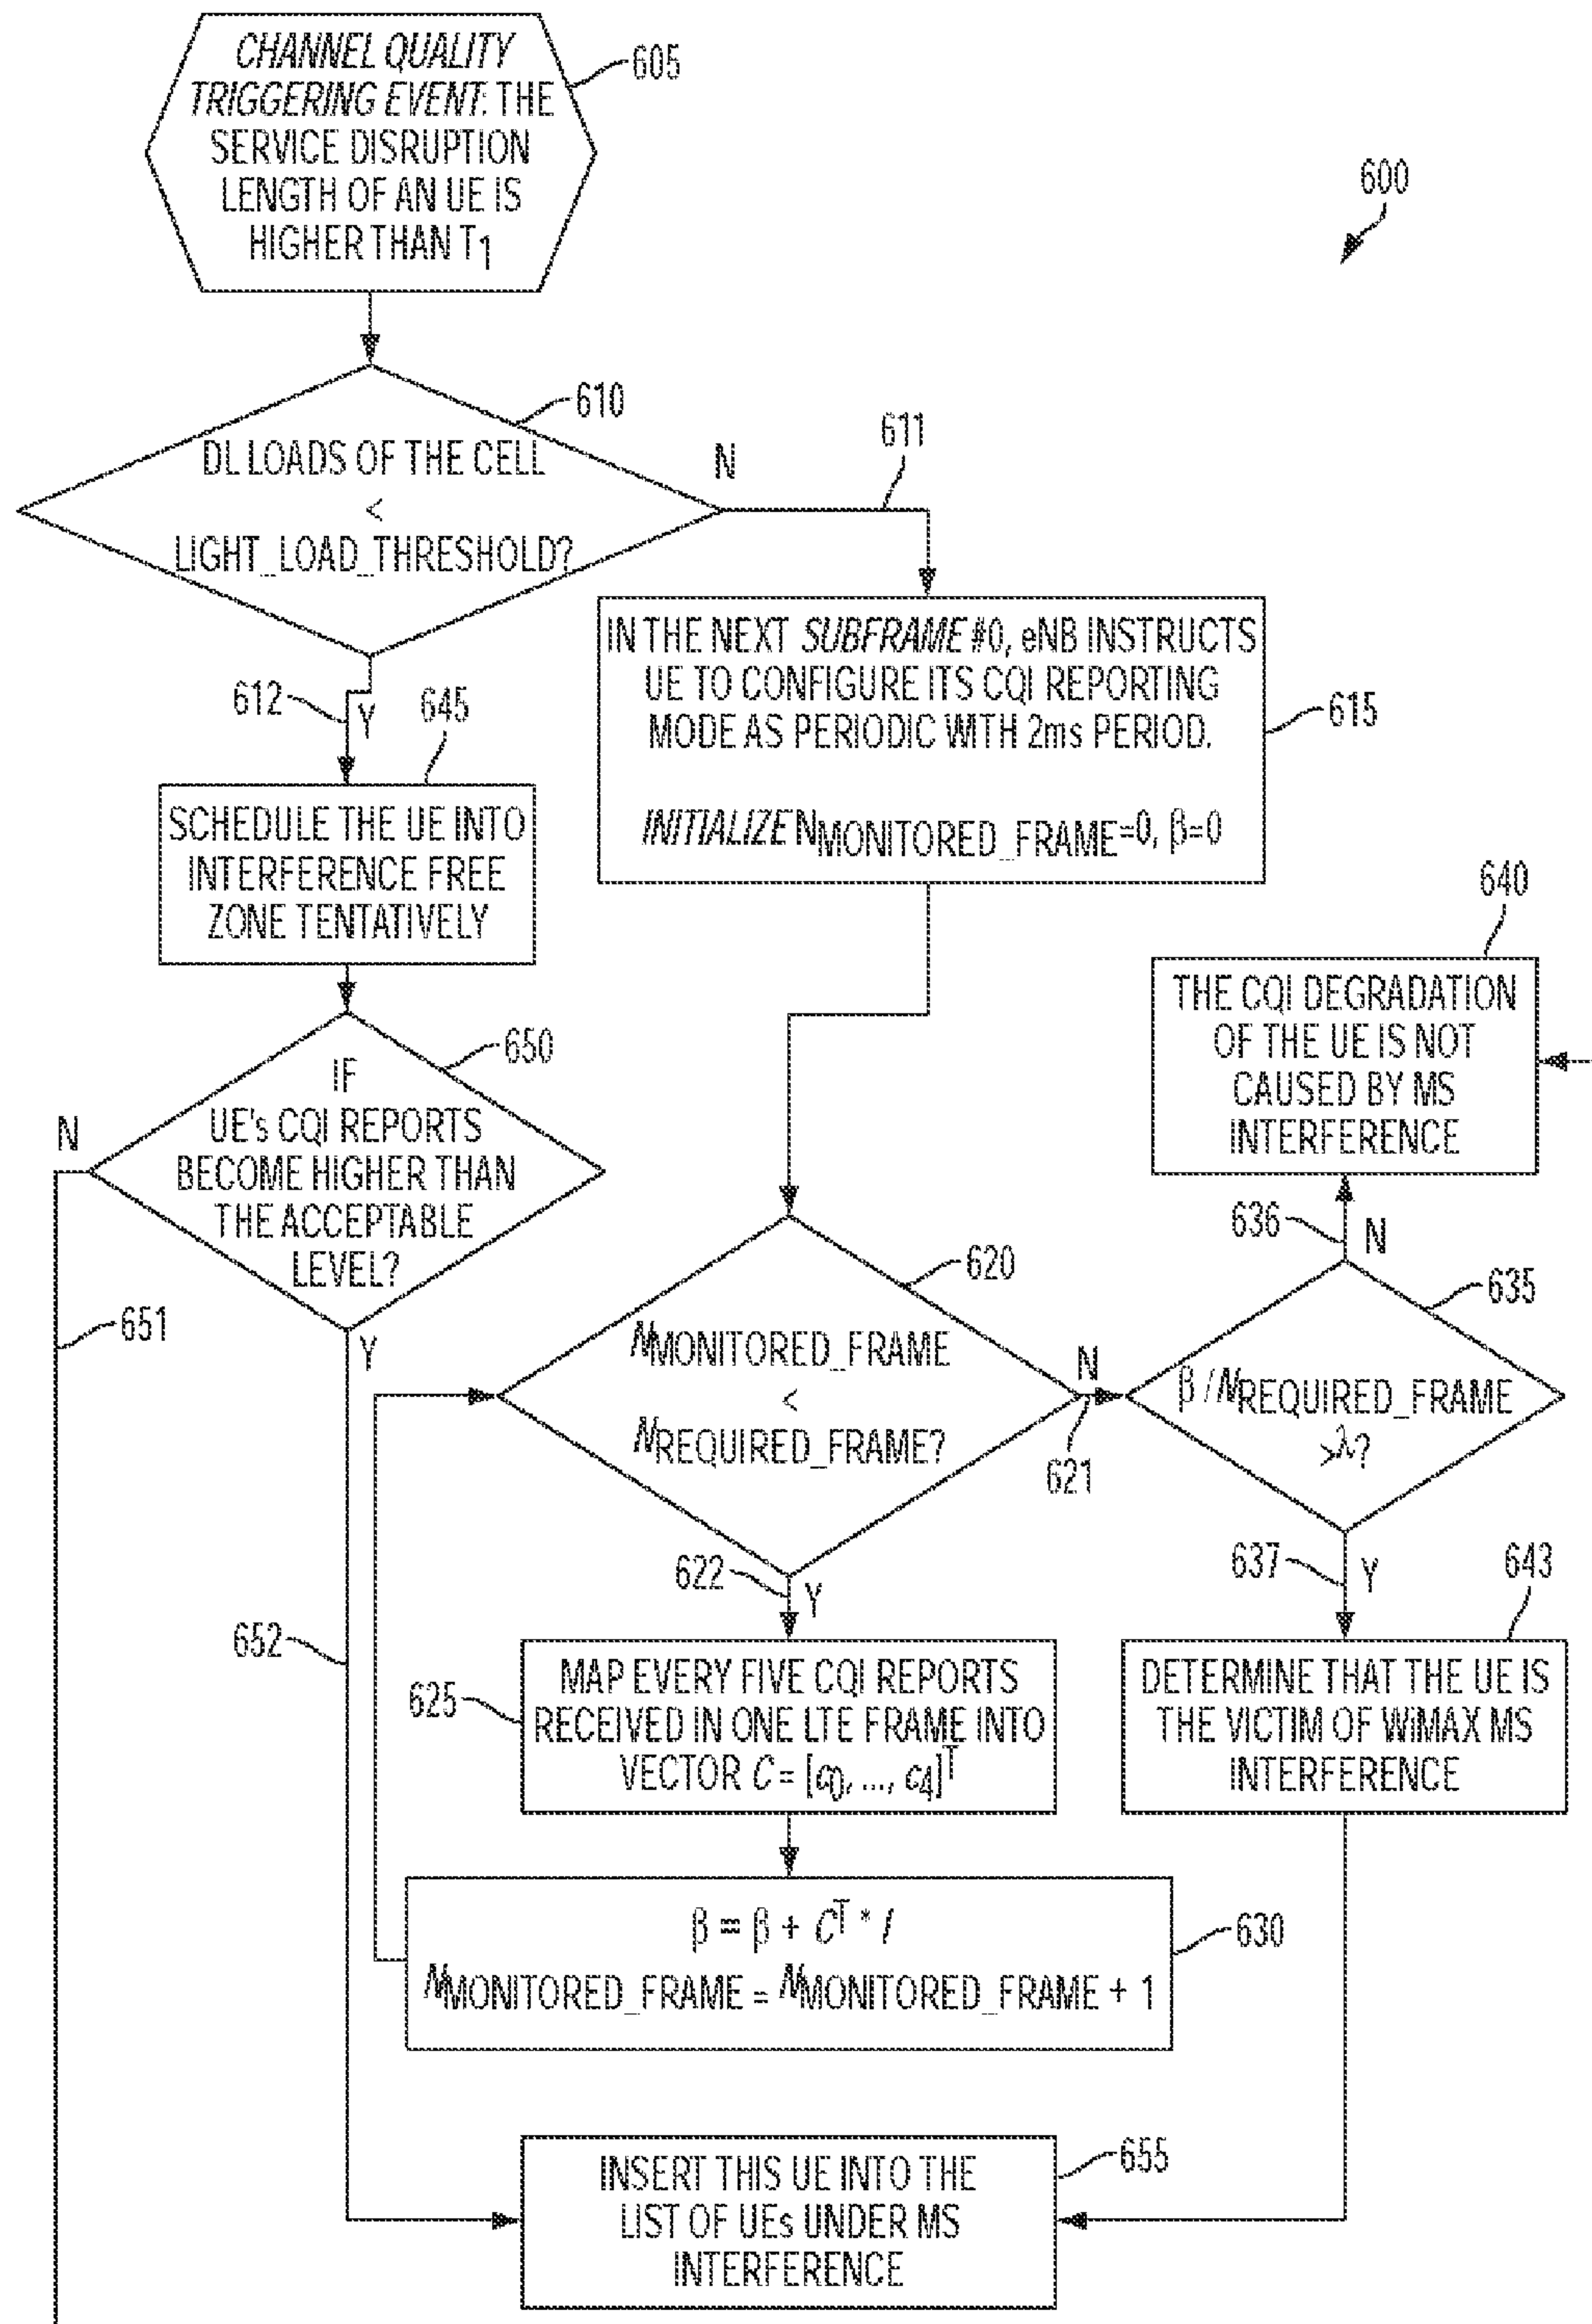 CHANNEL QUALITY
TRIGGERING EVENT: THE
SERVICE DISRUPTION
LENGTH OF AN UE IS
HIGHER THAN T1
605
600
610
DL LOADS OF THE CELL
<
LIGHT_LOAD_THRESHOLD?
N
611
612
Y
645
IN THE NEXT SUBFRAME #0, eNB INSTRUCTS
UE TO CONFIGURE ITS CQI REPORTING
MODE AS PERIODIC WITH 2ms PERIOD.
INITIALIZE NMONITORED_FRAME=0, β=0
615
SCHEDULE THE UE INTO
INTERFERENCE FREE
ZONE TENTATIVELY
640
THE CQI DEGRADATION
OF THE UE IS NOT
CAUSED BY MS
INTERFERENCE
650
IF
UE's CQI REPORTS
BECOME HIGHER THAN
THE ACCEPTABLE
LEVEL?
N
651
Y
636
N
620
NMONITORED_FRAME
<
NREQUIRED_FRAME?
N
621
635
β / NREQUIRED_FRAME
>λ?
622
Y
637
Y
643
652
625
MAP EVERY FIVE CQI REPORTS
RECEIVED IN ONE LTE FRAME INTO
VECTOR C = [c0, ..., c4]T
DETERMINE THAT THE UE IS
THE VICTIM OF WiMAX MS
INTERFERENCE
β = β + CT * I
NMONITORED_FRAME = NMONITORED_FRAME + 1
630
INSERT THIS UE INTO THE
LIST OF UEs UNDER MS
INTERFERENCE
655